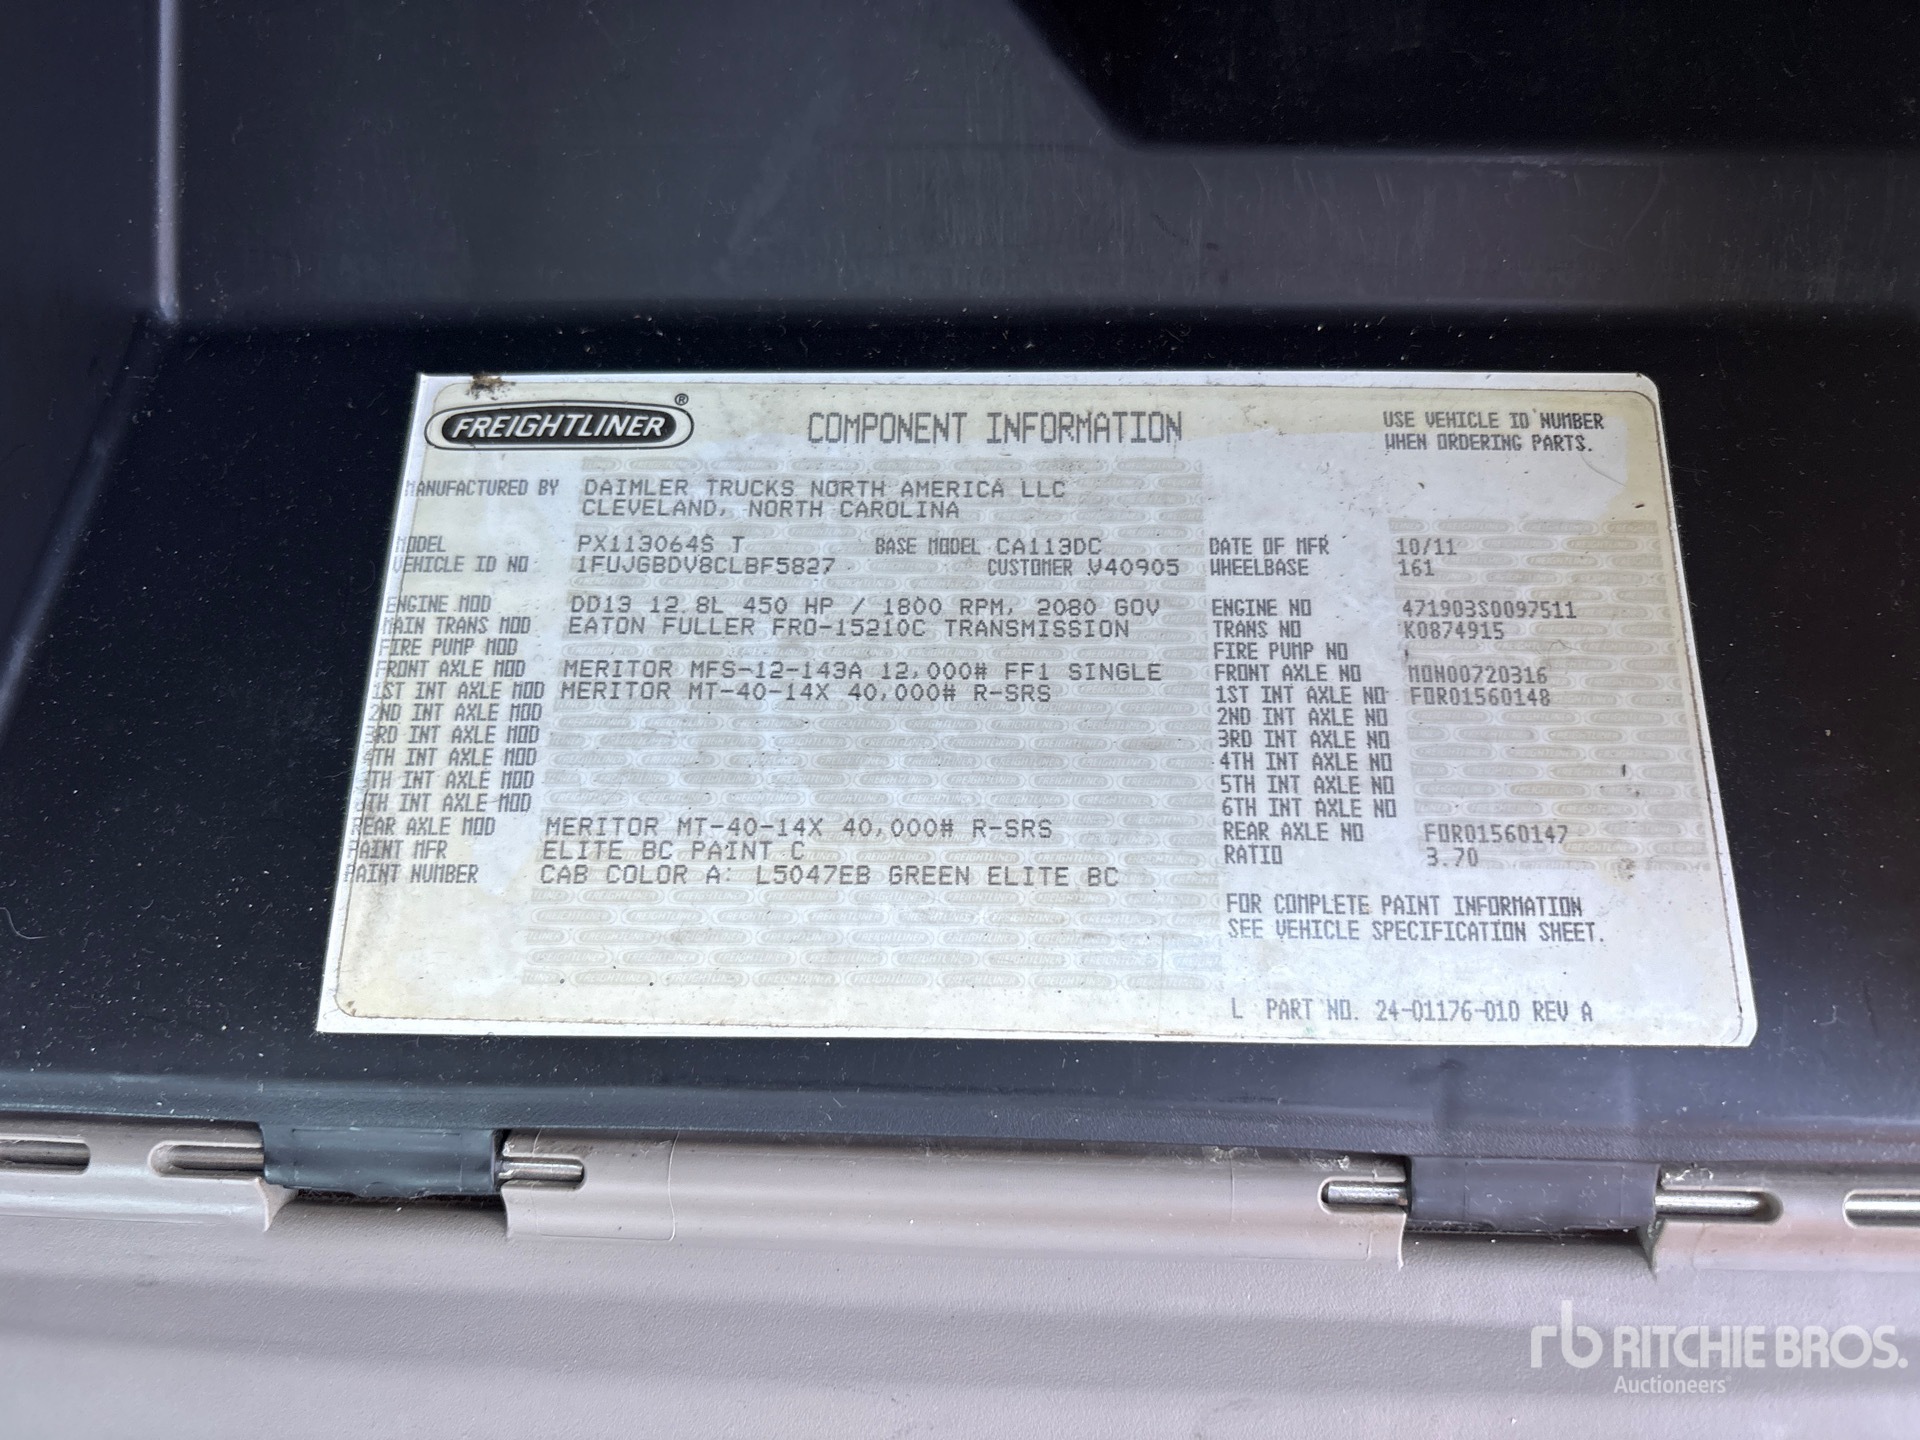 FREIGHTLINER ®
COMPONENT INFORMATION
USE VEHICLE ID NUMBER
WHEN ORDERING PARTS.
MANUFACTURED BY DAIMLER TRUCKS NORTH AMERICA LLC
CLEVELAND, NORTH CAROLINA
MODEL PX113064S T BASE MODEL CA113DC DATE OF MFR 10/11
VEHICLE ID NO 1FUJGBDV8CLBF5827 CUSTOMER V40905 WHEELBASE 161
ENGINE MOD DD13 12.8L 450 HP / 1800 RPM, 2080 GOV ENGINE NO 471903S0097511
MAIN TRANS MOD EATON FULLER FRO-15210C TRANSMISSION TRANS NO K0874915
FIRE PUMP MOD FIRE PUMP NO
FRONT AXLE MOD MERITOR MFS-12-143A 12,000# FF1 SINGLE FRONT AXLE NO MON00720316
1ST INT AXLE MOD MERITOR MT-40-14X 40,000# R-SRS 1ST INT AXLE NO FOR01560148
2ND INT AXLE MOD 2ND INT AXLE NO
3RD INT AXLE MOD 3RD INT AXLE NO
4TH INT AXLE MOD 4TH INT AXLE NO
5TH INT AXLE MOD 5TH INT AXLE NO
6TH INT AXLE MOD 6TH INT AXLE NO
REAR AXLE MOD MERITOR MT-40-14X 40,000# R-SRS REAR AXLE NO FOR01560147
PAINT MFR ELITE BC PAINT C RATIO 3.70
PAINT NUMBER CAB COLOR A: L5047EB GREEN ELITE BC
FOR COMPLETE PAINT INFORMATION
SEE VEHICLE SPECIFICATION SHEET.
L PART NO. 24-01176-010 REV A
rb RITCHIE BROS.
Auctioneers